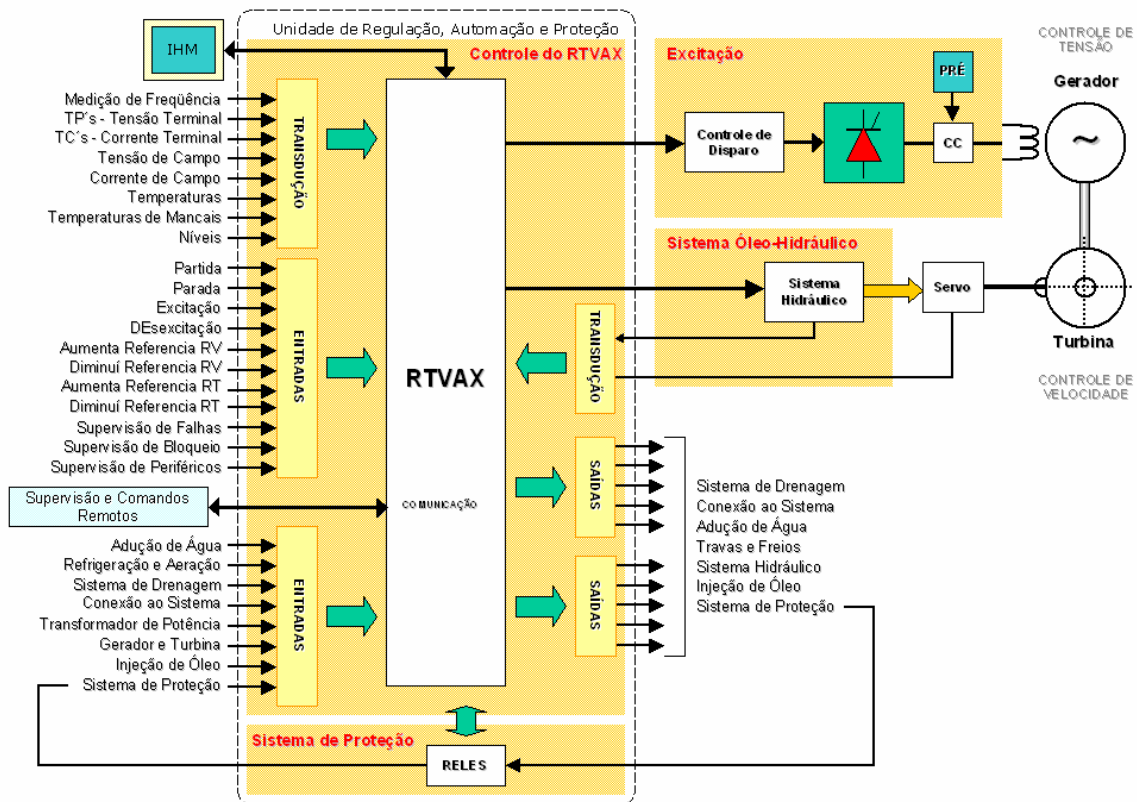 Unidade de Regulação, Automação e Proteção
IHM
Controle do RTVAX
Medição de Freqüência
TP´s - Tensão Terminal
TC´s - Corrente Terminal
Tensão de Campo
Corrente de Campo
Temperaturas
Temperaturas de Mancais
Níveis
TRANSDUÇÃO
Partida
Parada
Excitação
DEsexcitação
Aumenta Referencia RV
Diminuí Referencia RV
Aumenta Referencia RT
Diminuí Referencia RT
Supervisão de Falhas
Supervisão de Bloqueio
Supervisão de Periféricos
ENTRADAS
Supervisão e Comandos
Remotos
Adução de Água
Refrigeração e Aeração
Sistema de Drenagem
Conexão ao Sistema
Transformador de Potência
Gerador e Turbina
Injeção de Óleo
Sistema de Proteção
ENTRADAS
RTVAX
COMUNICAÇÃO
Excitação
PRÉ
Controle de
Disparo
CC
CONTROLE DE
TENSÃO
Gerador
~
Sistema Óleo-Hidráulico
Sistema
Hidráulico
Servo
TRANSDUÇÃO
Turbina
CONTROLE DE
VELOCIDADE
SAÍDAS
SAÍDAS
Sistema de Drenagem
Conexão ao Sistema
Adução de Água
Travas e Freios
Sistema Hidráulico
Injeção de Óleo
Sistema de Proteção
Sistema de Proteção
RELES